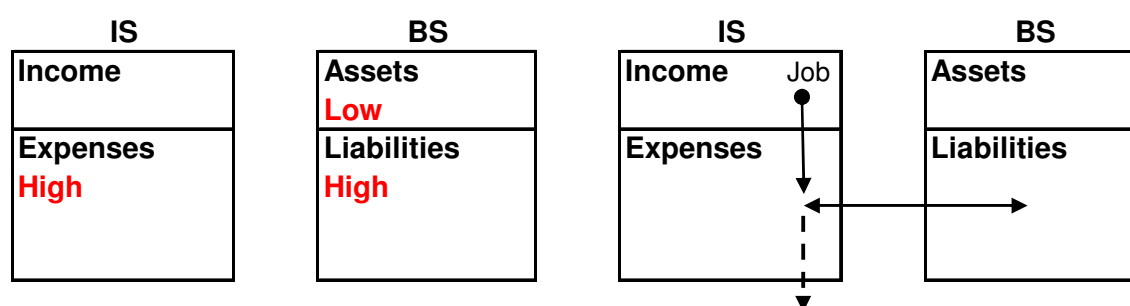 IS
BS
IS
BS
Income
Assets
Low
Income Job
Assets
Expenses
High
Liabilities
High
Expenses
Liabilities